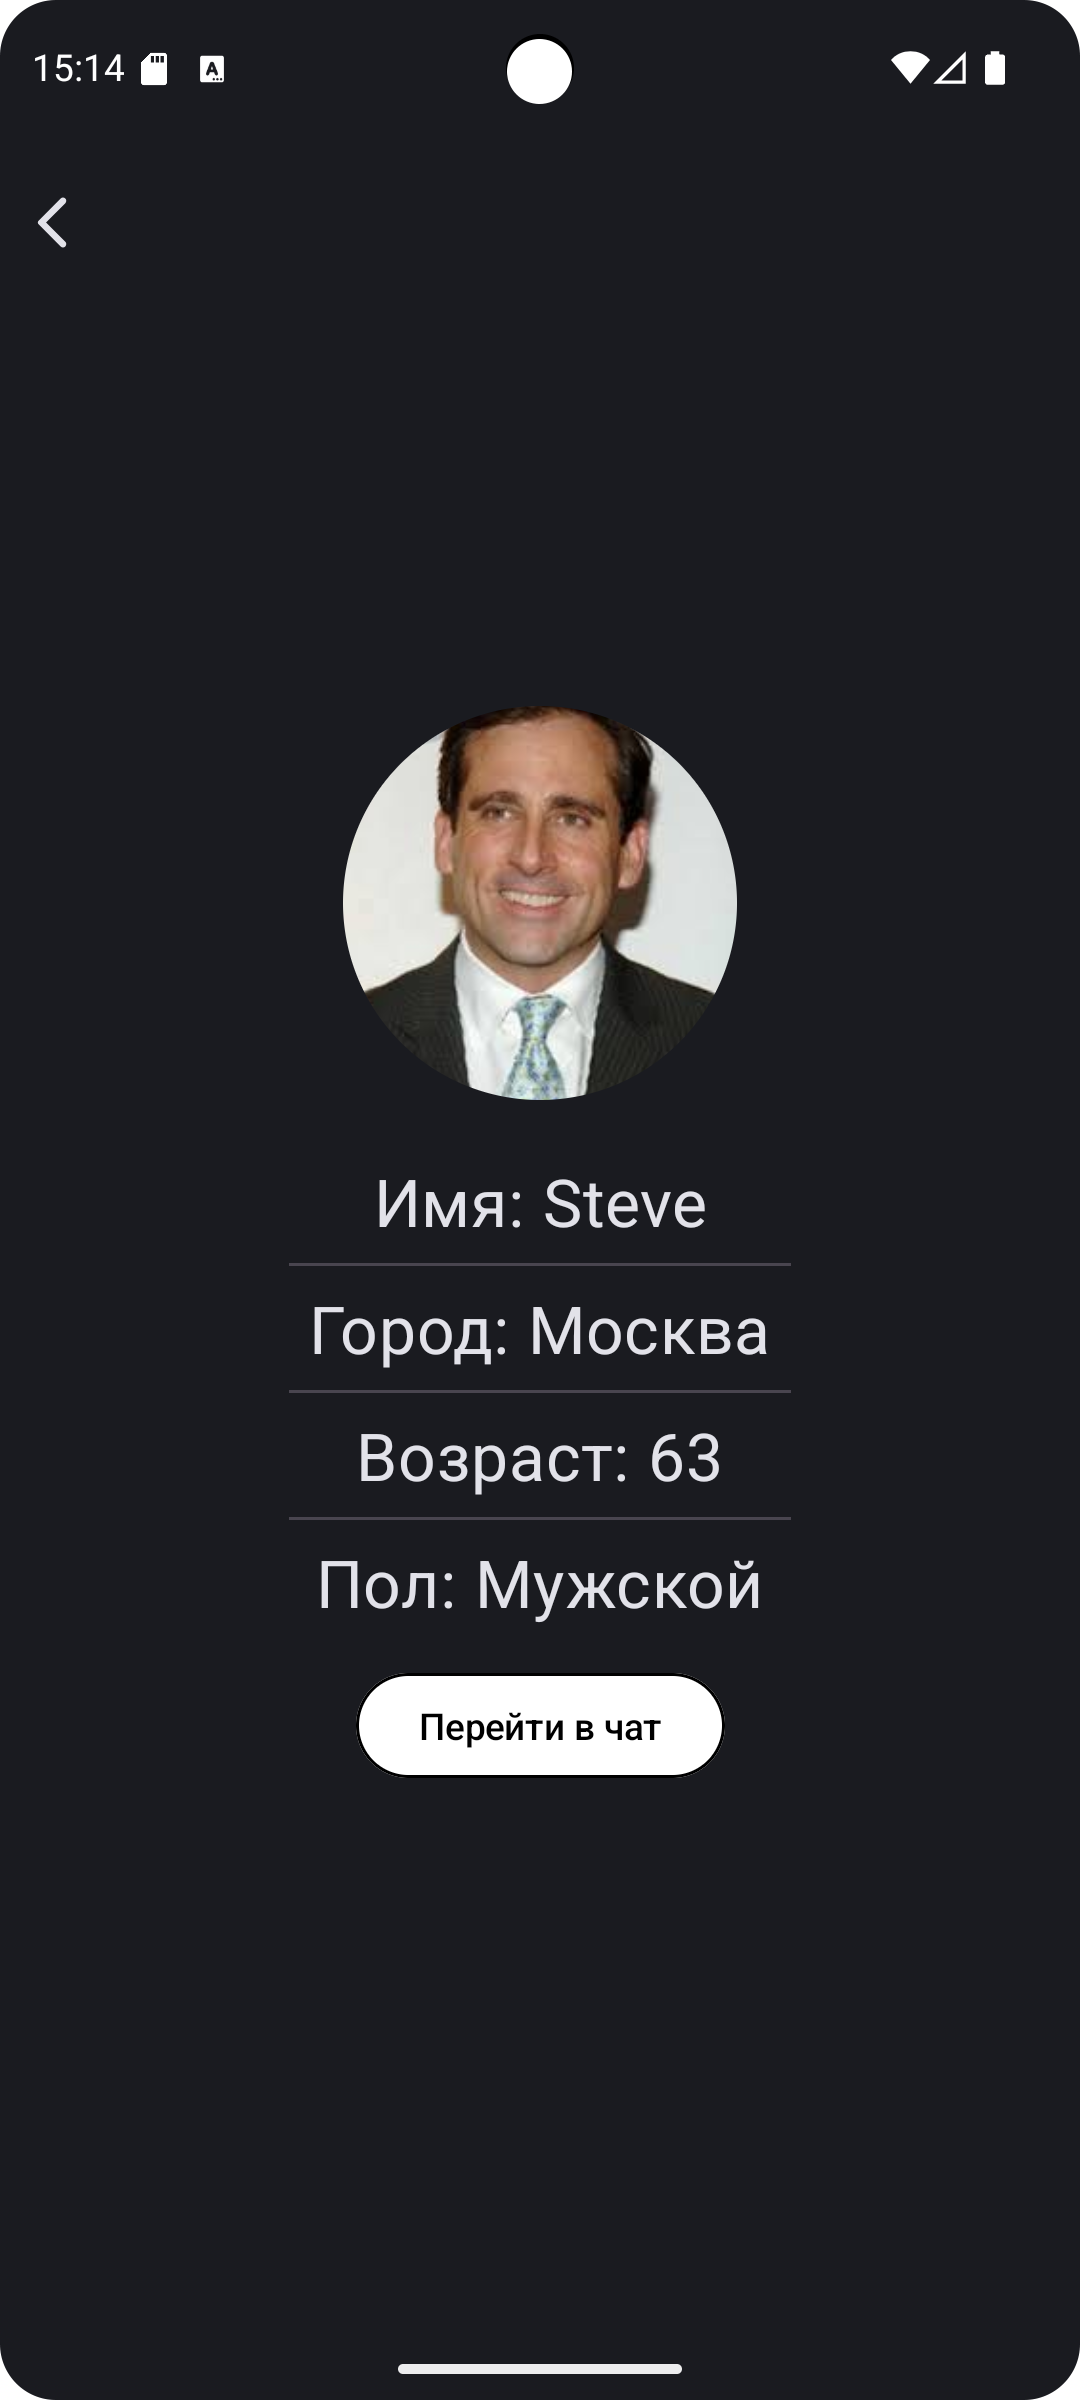 15:14
Имя: Steve
Город: Москва
Возраст: 63
Пол: Мужской
Перейти в чат